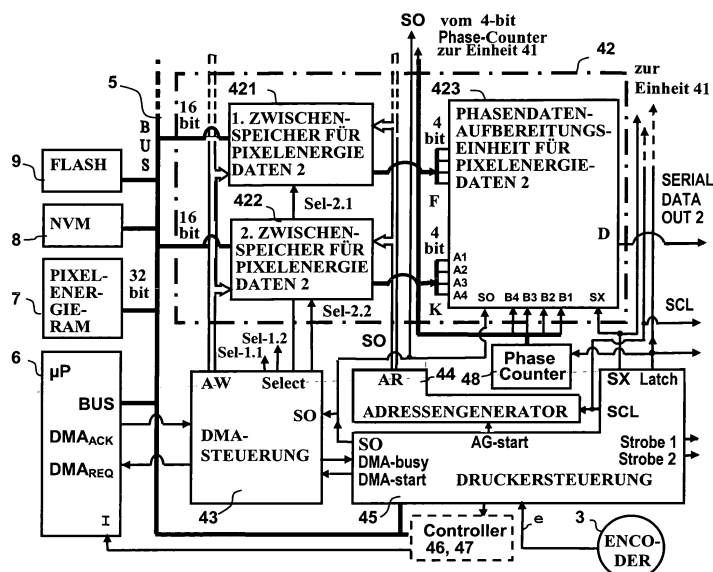 SO
vom 4-bit
Phase-Counter
zur Einheit 41
42
zur
Einheit 41
5
16
bit
B
U
S
421
1. ZWISCHEN-
SPEICHER FÜR
PIXELENERGIE
DATEN 2
423
4
bit
PHASENDATEN-
AUFBEREITUNGS-
EINHEIT FÜR
PIXELENERGIE-
DATEN 2
F
9
FLASH
Sel-2.1
SERIAL
DATA
OUT 2
D
8
NVM
16
bit
422
2. ZWISCHEN-
SPEICHER FÜR
PIXELENERGIE
DATEN 2
4
bit
A1
A2
A3
A4
K
SO
B4
B3
B2
B1
SX
7
PIXEL-
ENER-
GIE-
RAM
32
bit
Sel-2.2
SCL
Sel-1.2
Sel-1.1
SO
6
µP
BUS
DMAACK
DMAREQ
I
AW
Select
SO
DMA-
STEUERUNG
43
AR
44
48
Phase
Counter
SX
Latch
ADRESSENGENERATOR
SCL
SO
AG-start
DMA-busy
DMA-start
DRUCKERSTEUERUNG
Strobe 1
Strobe 2
45
Controller
46, 47
e
3
ENCO-
DER